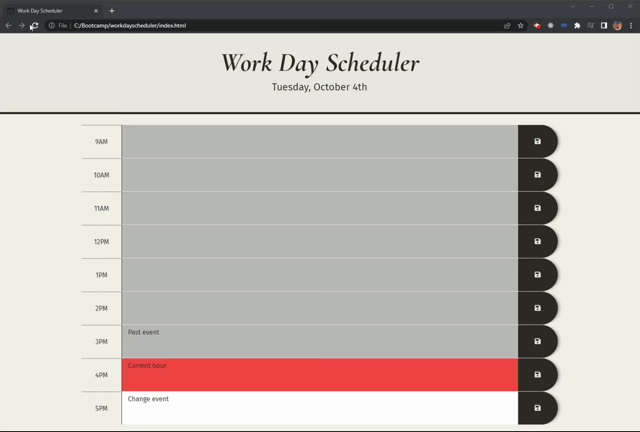 Work Day Scheduler
File
C:/Bootcamp/workdayscheduler/index.html
Work Day Scheduler
Tuesday, October 4th
9AM
10AM
11AM
12PM
1PM
2PM
3PM Past event
4PM Current hour
5PM Change event